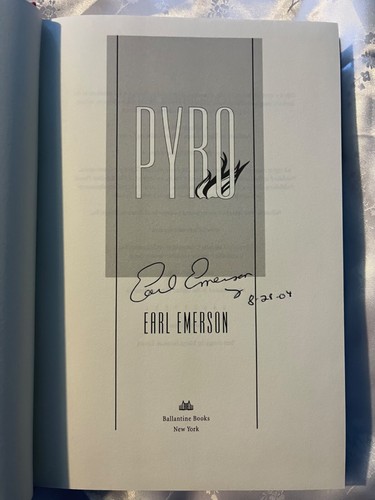 PYRO
Earl Emerson
8-28-04
EARL EMERSON
Ballantine Books
New York